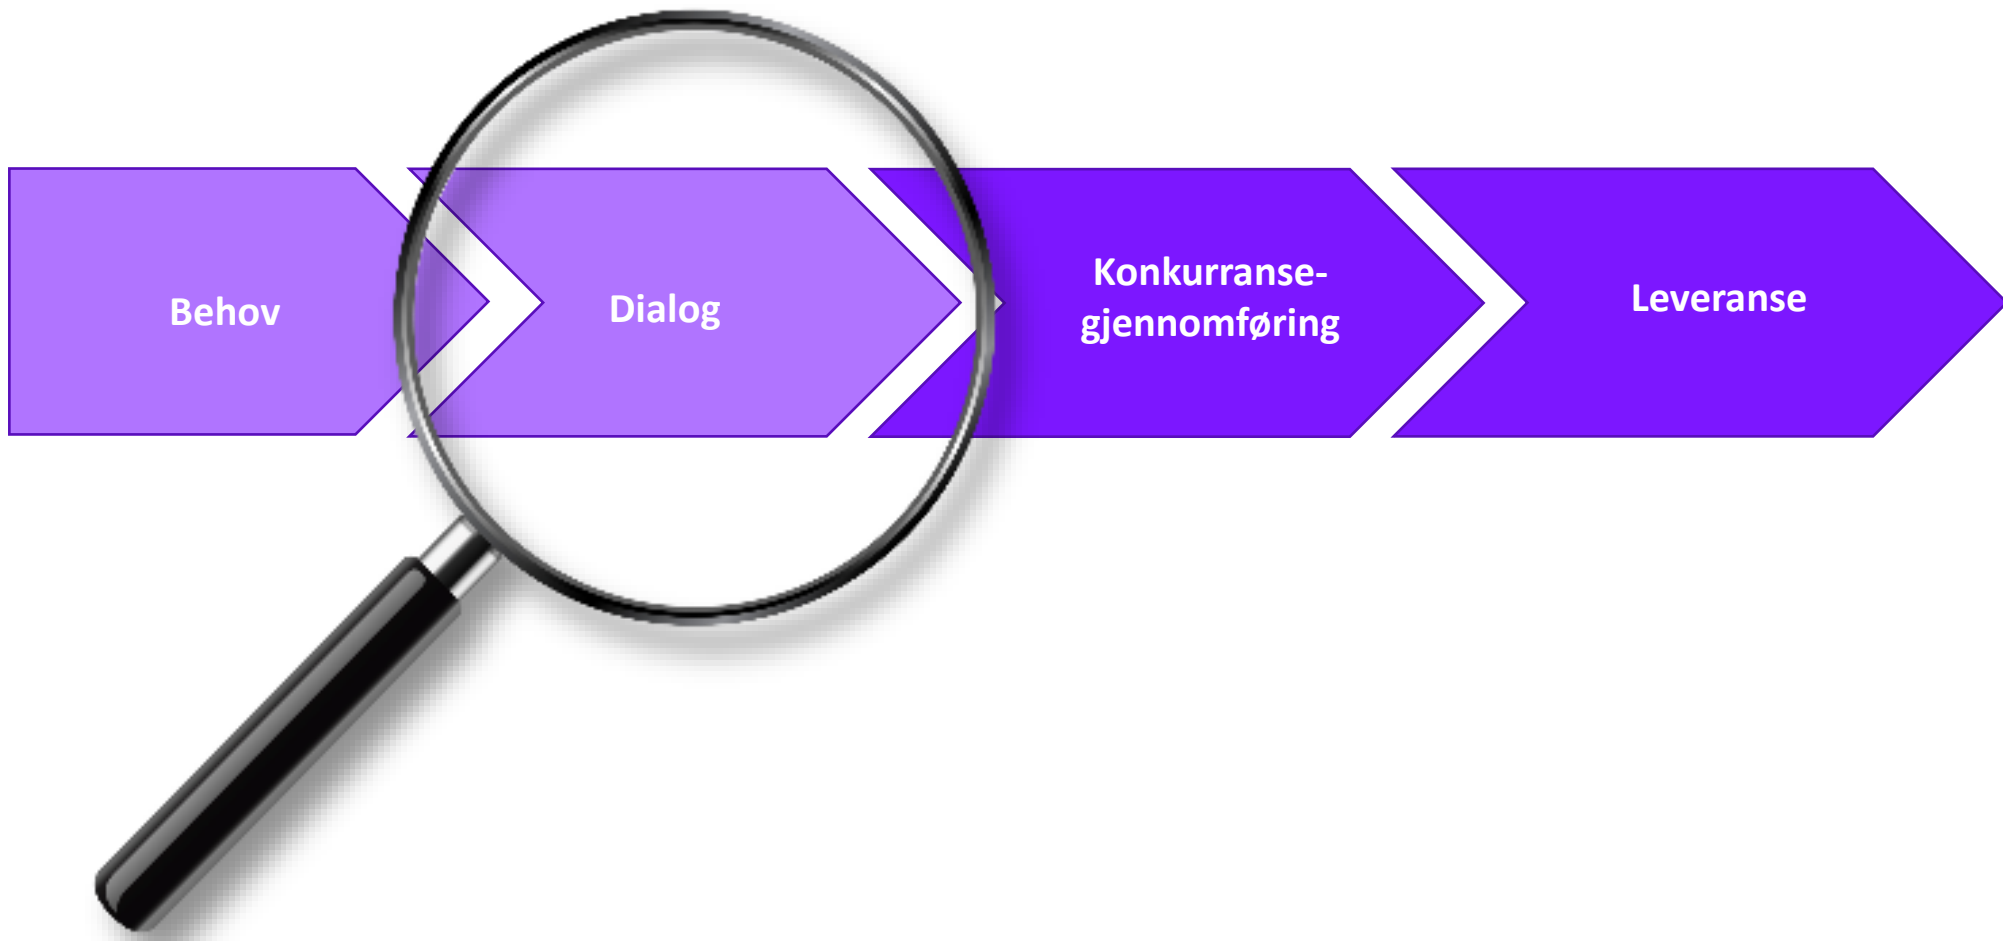 Behov
Dialog
Konkurranse-
gjennomføring
Leveranse